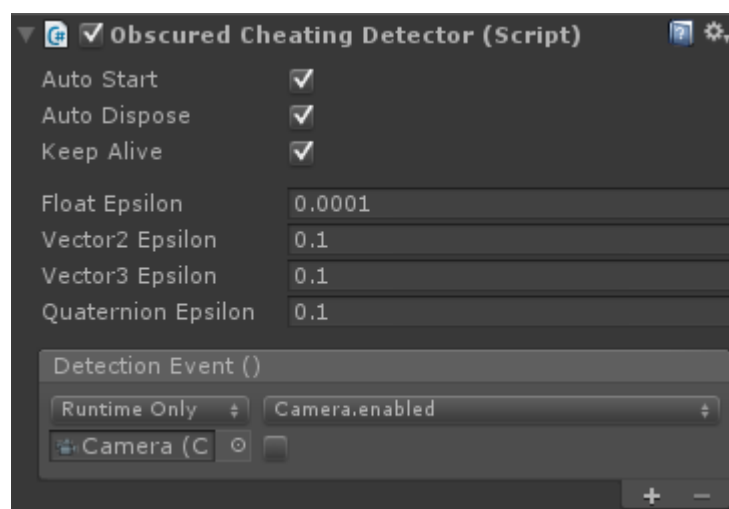 Obscured Cheating Detector (Script)
Auto Start
Auto Dispose
Keep Alive
Float Epsilon 0.0001
Vector2 Epsilon 0.1
Vector3 Epsilon 0.1
Quaternion Epsilon 0.1
Detection Event ()
Runtime Only Camera.enabled
Camera (C